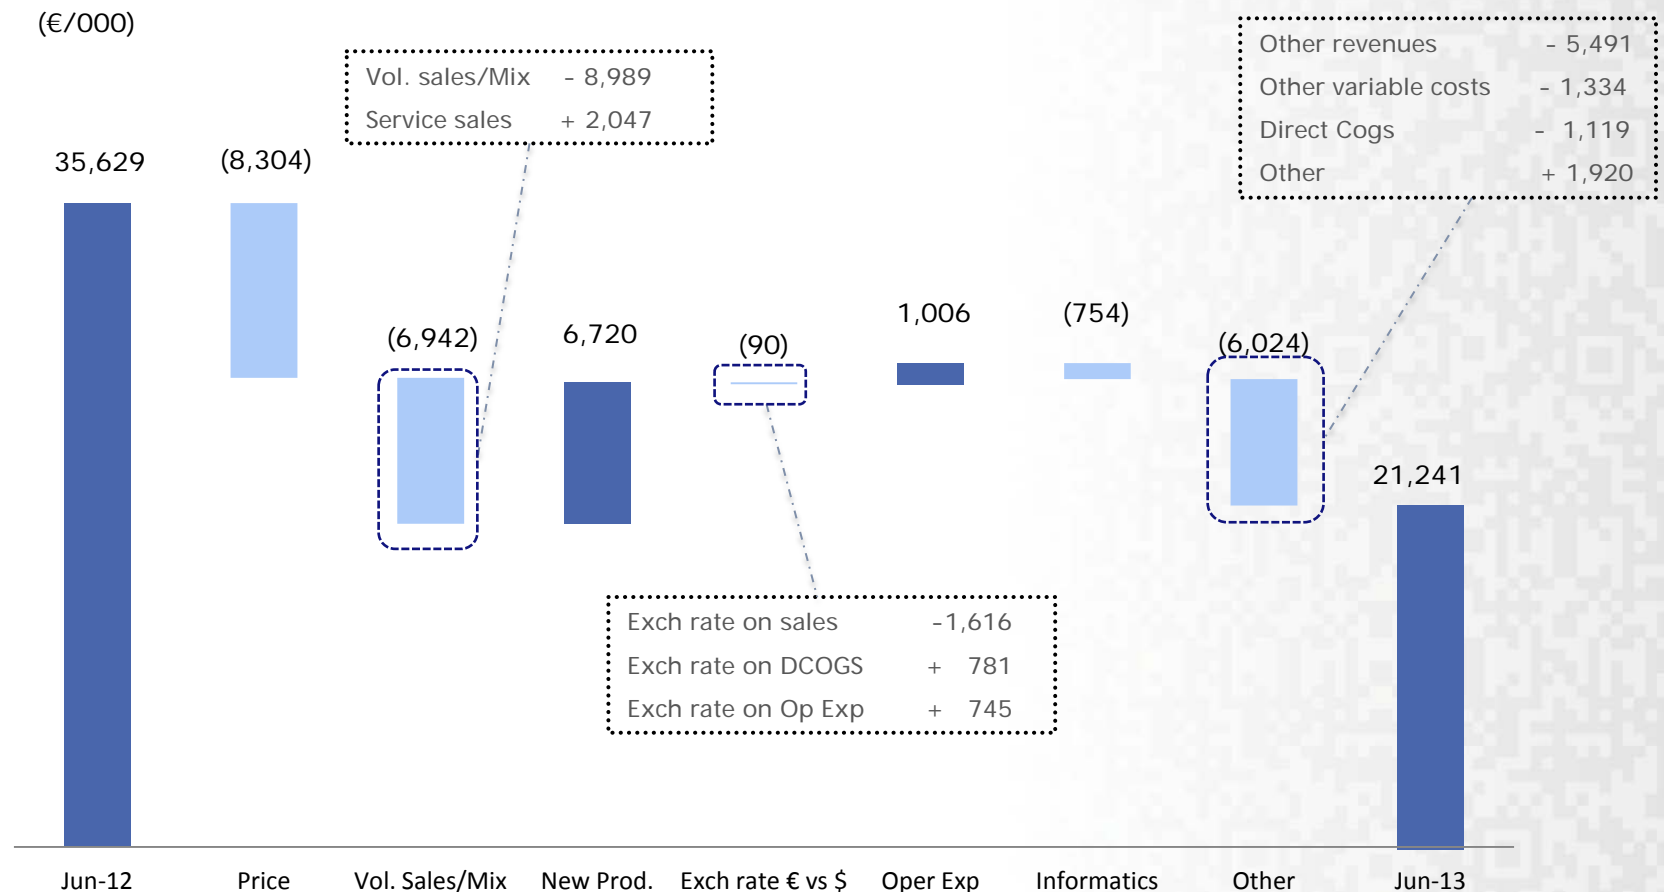 (€/000)
Vol. sales/Mix - 8,989
Service sales + 2,047
Other revenues - 5,491
Other variable costs - 1,334
Direct Cogs - 1,119
Other + 1,920
35,629
(8,304)
(6,942)
6,720
(90)
1,006
(754)
(6,024)
21,241
Exch rate on sales -1,616
Exch rate on DCOGS + 781
Exch rate on Op Exp + 745
Jun-12 Price Vol. Sales/Mix New Prod. Exch rate € vs $ Oper Exp Informatics Other Jun-13